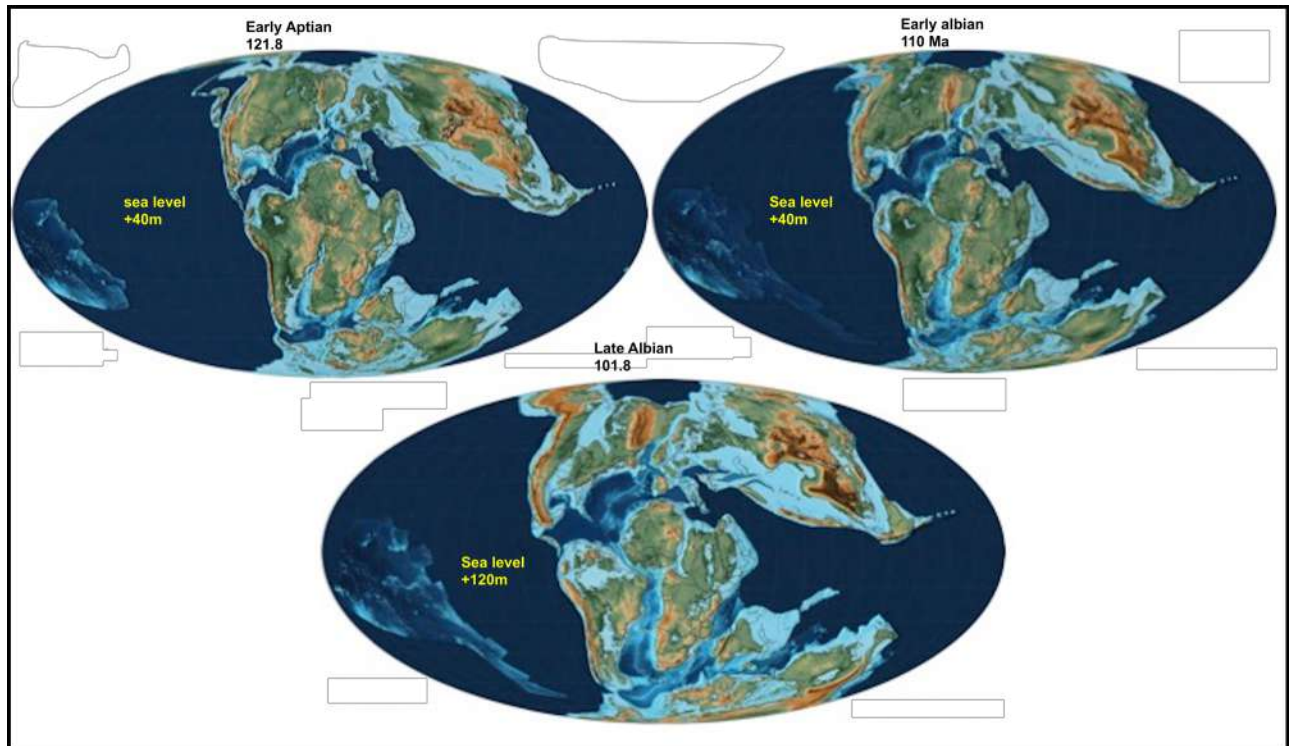 Early Aptian
121.8
Early albian
110 Ma
sea level
+40m
Sea level
+40m
Late Albian
101.8
Sea level
+120m